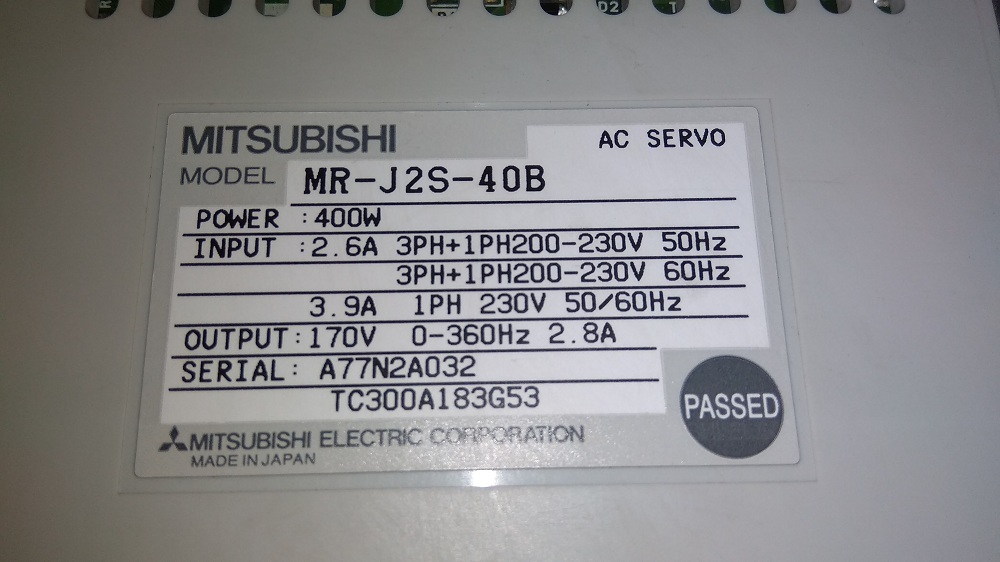 D2
T
MITSUBISHI
AC SERVO
MODEL MR-J2S-40B
POWER :400W
INPUT :2.6A 3PH+1PH200-230V 50Hz
3PH+1PH200-230V 60Hz
3.9A 1PH 230V 50/60Hz
OUTPUT:170V 0-360Hz 2.8A
SERIAL: A77N2A032
TC300A183G53
PASSED
MITSUBISHI ELECTRIC CORPORATION
MADE IN JAPAN